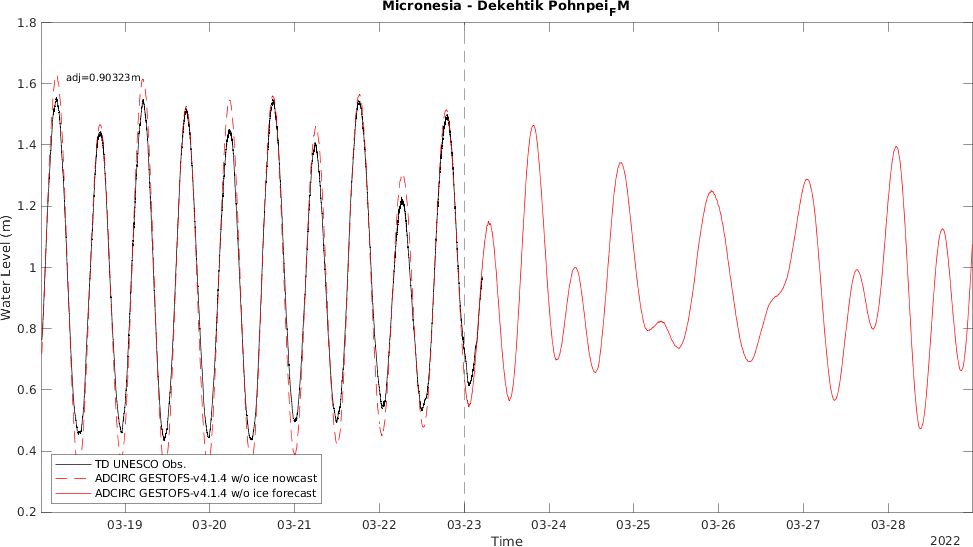 Micronesia - Dekehtik Pohnpei_FM
1.8
1.6
1.4
1.2
1
0.8
0.6
0.4
0.2
Water Level (m)
adj=0.90323m
TD UNESCO Obs.
ADCIRC GESTOFS-v4.1.4 w/o ice nowcast
ADCIRC GESTOFS-v4.1.4 w/o ice forecast
03-19 03-20 03-21 03-22 03-23 03-24 03-25 03-26 03-27 03-28
Time
2022